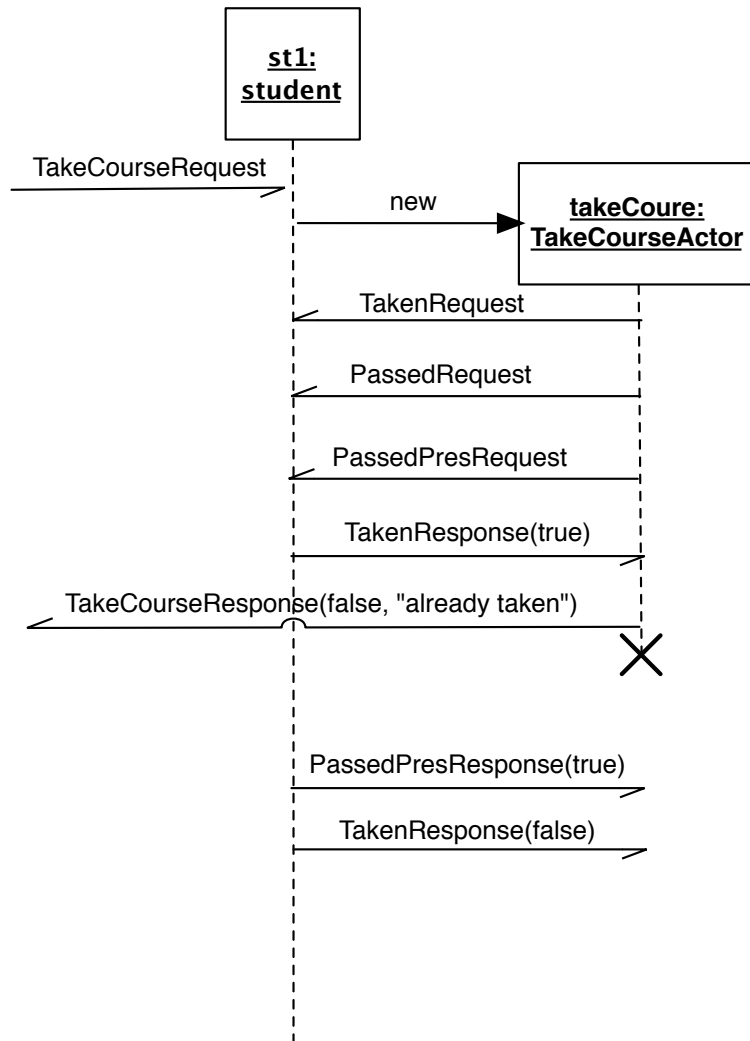 st1:
student
TakeCourseRequest
new
takeCoure:
TakeCourseActor
TakenRequest
PassedRequest
PassedPresRequest
TakenResponse(true)
TakeCourseResponse(false, "already taken")
PassedPresResponse(true)
TakenResponse(false)